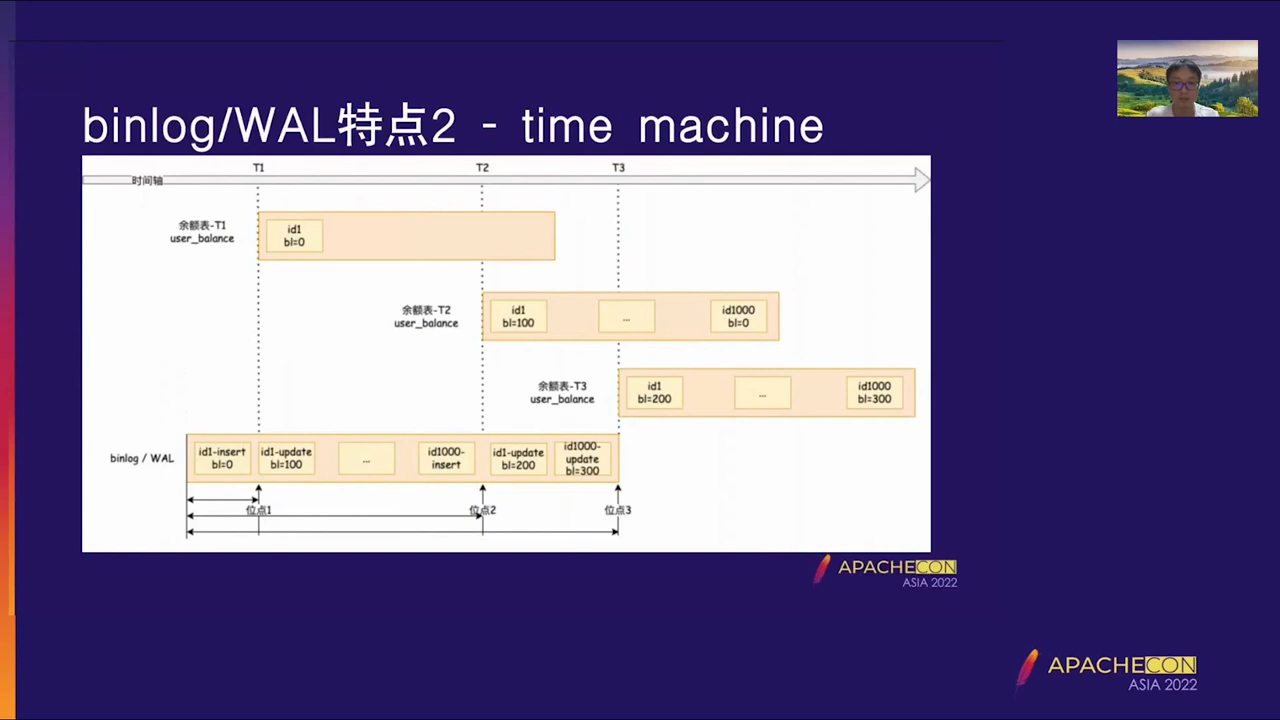 binlog/WAL特点2 - time machine
T1
T2
T3
时间轴
余额表-T1
user_balance
id1
bl=0
余额表-T2
user_balance
id1
bl=100
...
id1000
bl=0
余额表-T3
user_balance
id1
bl=200
...
id1000
bl=300
binlog / WAL
id1-insert
bl=0
id1-update
bl=100
...
id1000-
insert
id1-update
bl=200
id1000-
update
bl=300
位点1
位点2
位点3
APACHECON
ASIA 2022
APACHECON
ASIA 2022